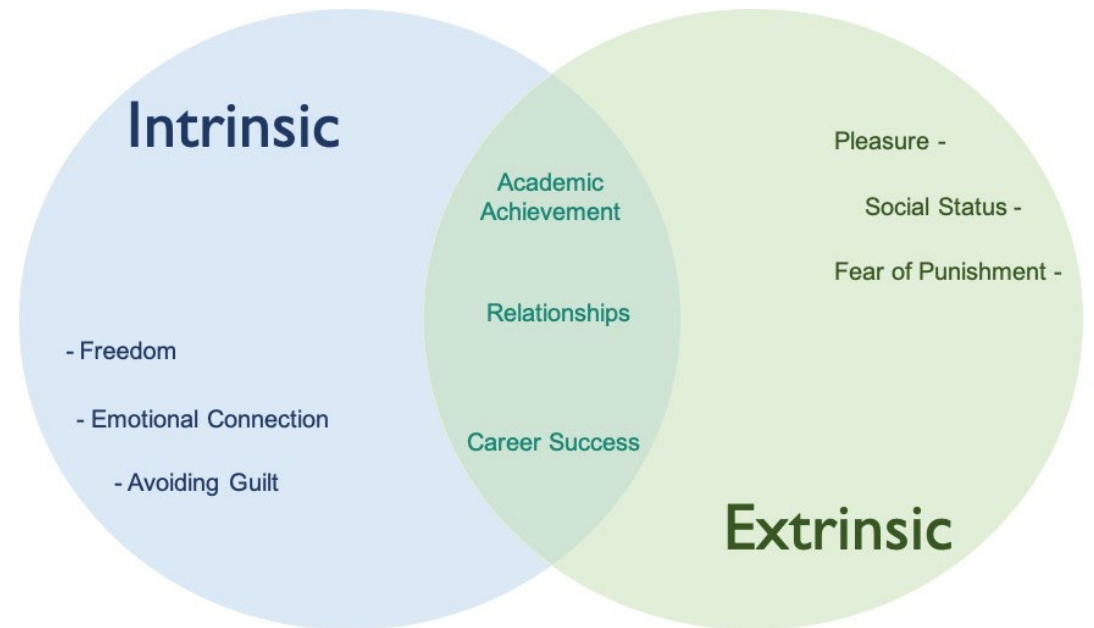 Intrinsic
- Freedom
- Emotional Connection
- Avoiding Guilt
Academic
Achievement
Relationships
Career Success
Pleasure -
Social Status -
Fear of Punishment -
Extrinsic